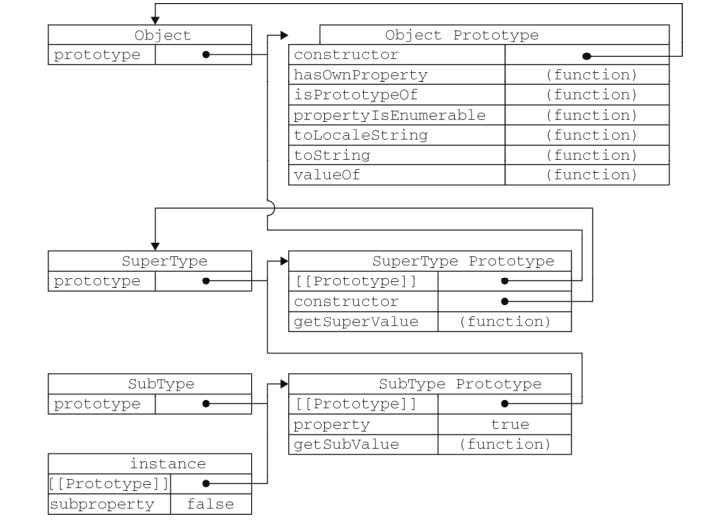 Object
prototype
Object Prototype
constructor
hasOwnProperty (function)
isPrototypeOf (function)
propertyIsEnumerable (function)
toLocaleString (function)
toString (function)
valueOf (function)
SuperType
prototype
SuperType Prototype
[[Prototype]]
constructor
getSuperValue (function)
SubType
prototype
SubType Prototype
[[Prototype]]
property true
getSubValue (function)
instance
[[Prototype]]
subproperty false